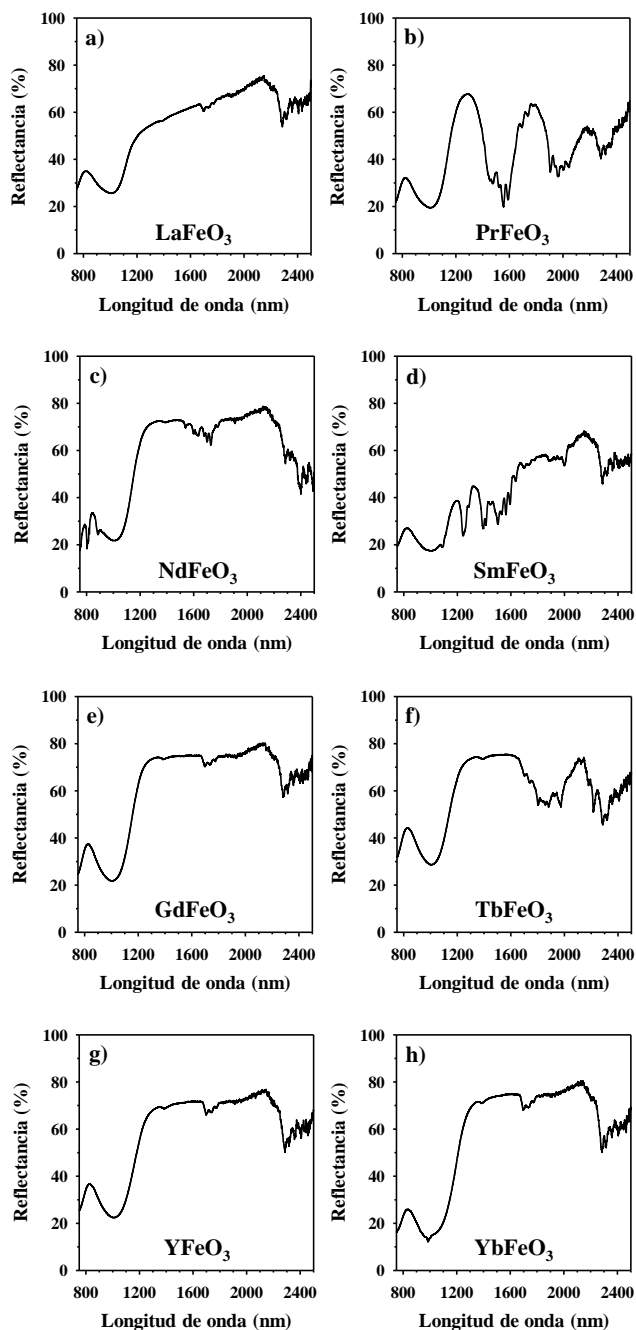 a)
Reflectancia (%)
100
80
60
40
20
0
LaFeO₃
800 1200 1600 2000 2400
Longitud de onda (nm)
b)
Reflectancia (%)
100
80
60
40
20
0
PrFeO₃
800 1200 1600 2000 2400
Longitud de onda (nm)
c)
Reflectancia (%)
100
80
60
40
20
0
NdFeO₃
800 1200 1600 2000 2400
Longitud de onda (nm)
d)
Reflectancia (%)
100
80
60
40
20
0
SmFeO₃
800 1200 1600 2000 2400
Longitud de onda (nm)
e)
Reflectancia (%)
100
80
60
40
20
0
GdFeO₃
800 1200 1600 2000 2400
Longitud de onda (nm)
f)
Reflectancia (%)
100
80
60
40
20
0
TbFeO₃
800 1200 1600 2000 2400
Longitud de onda (nm)
g)
Reflectancia (%)
100
80
60
40
20
0
YFeO₃
800 1200 1600 2000 2400
Longitud de onda (nm)
h)
Reflectancia (%)
100
80
60
40
20
0
YbFeO₃
800 1200 1600 2000 2400
Longitud de onda (nm)